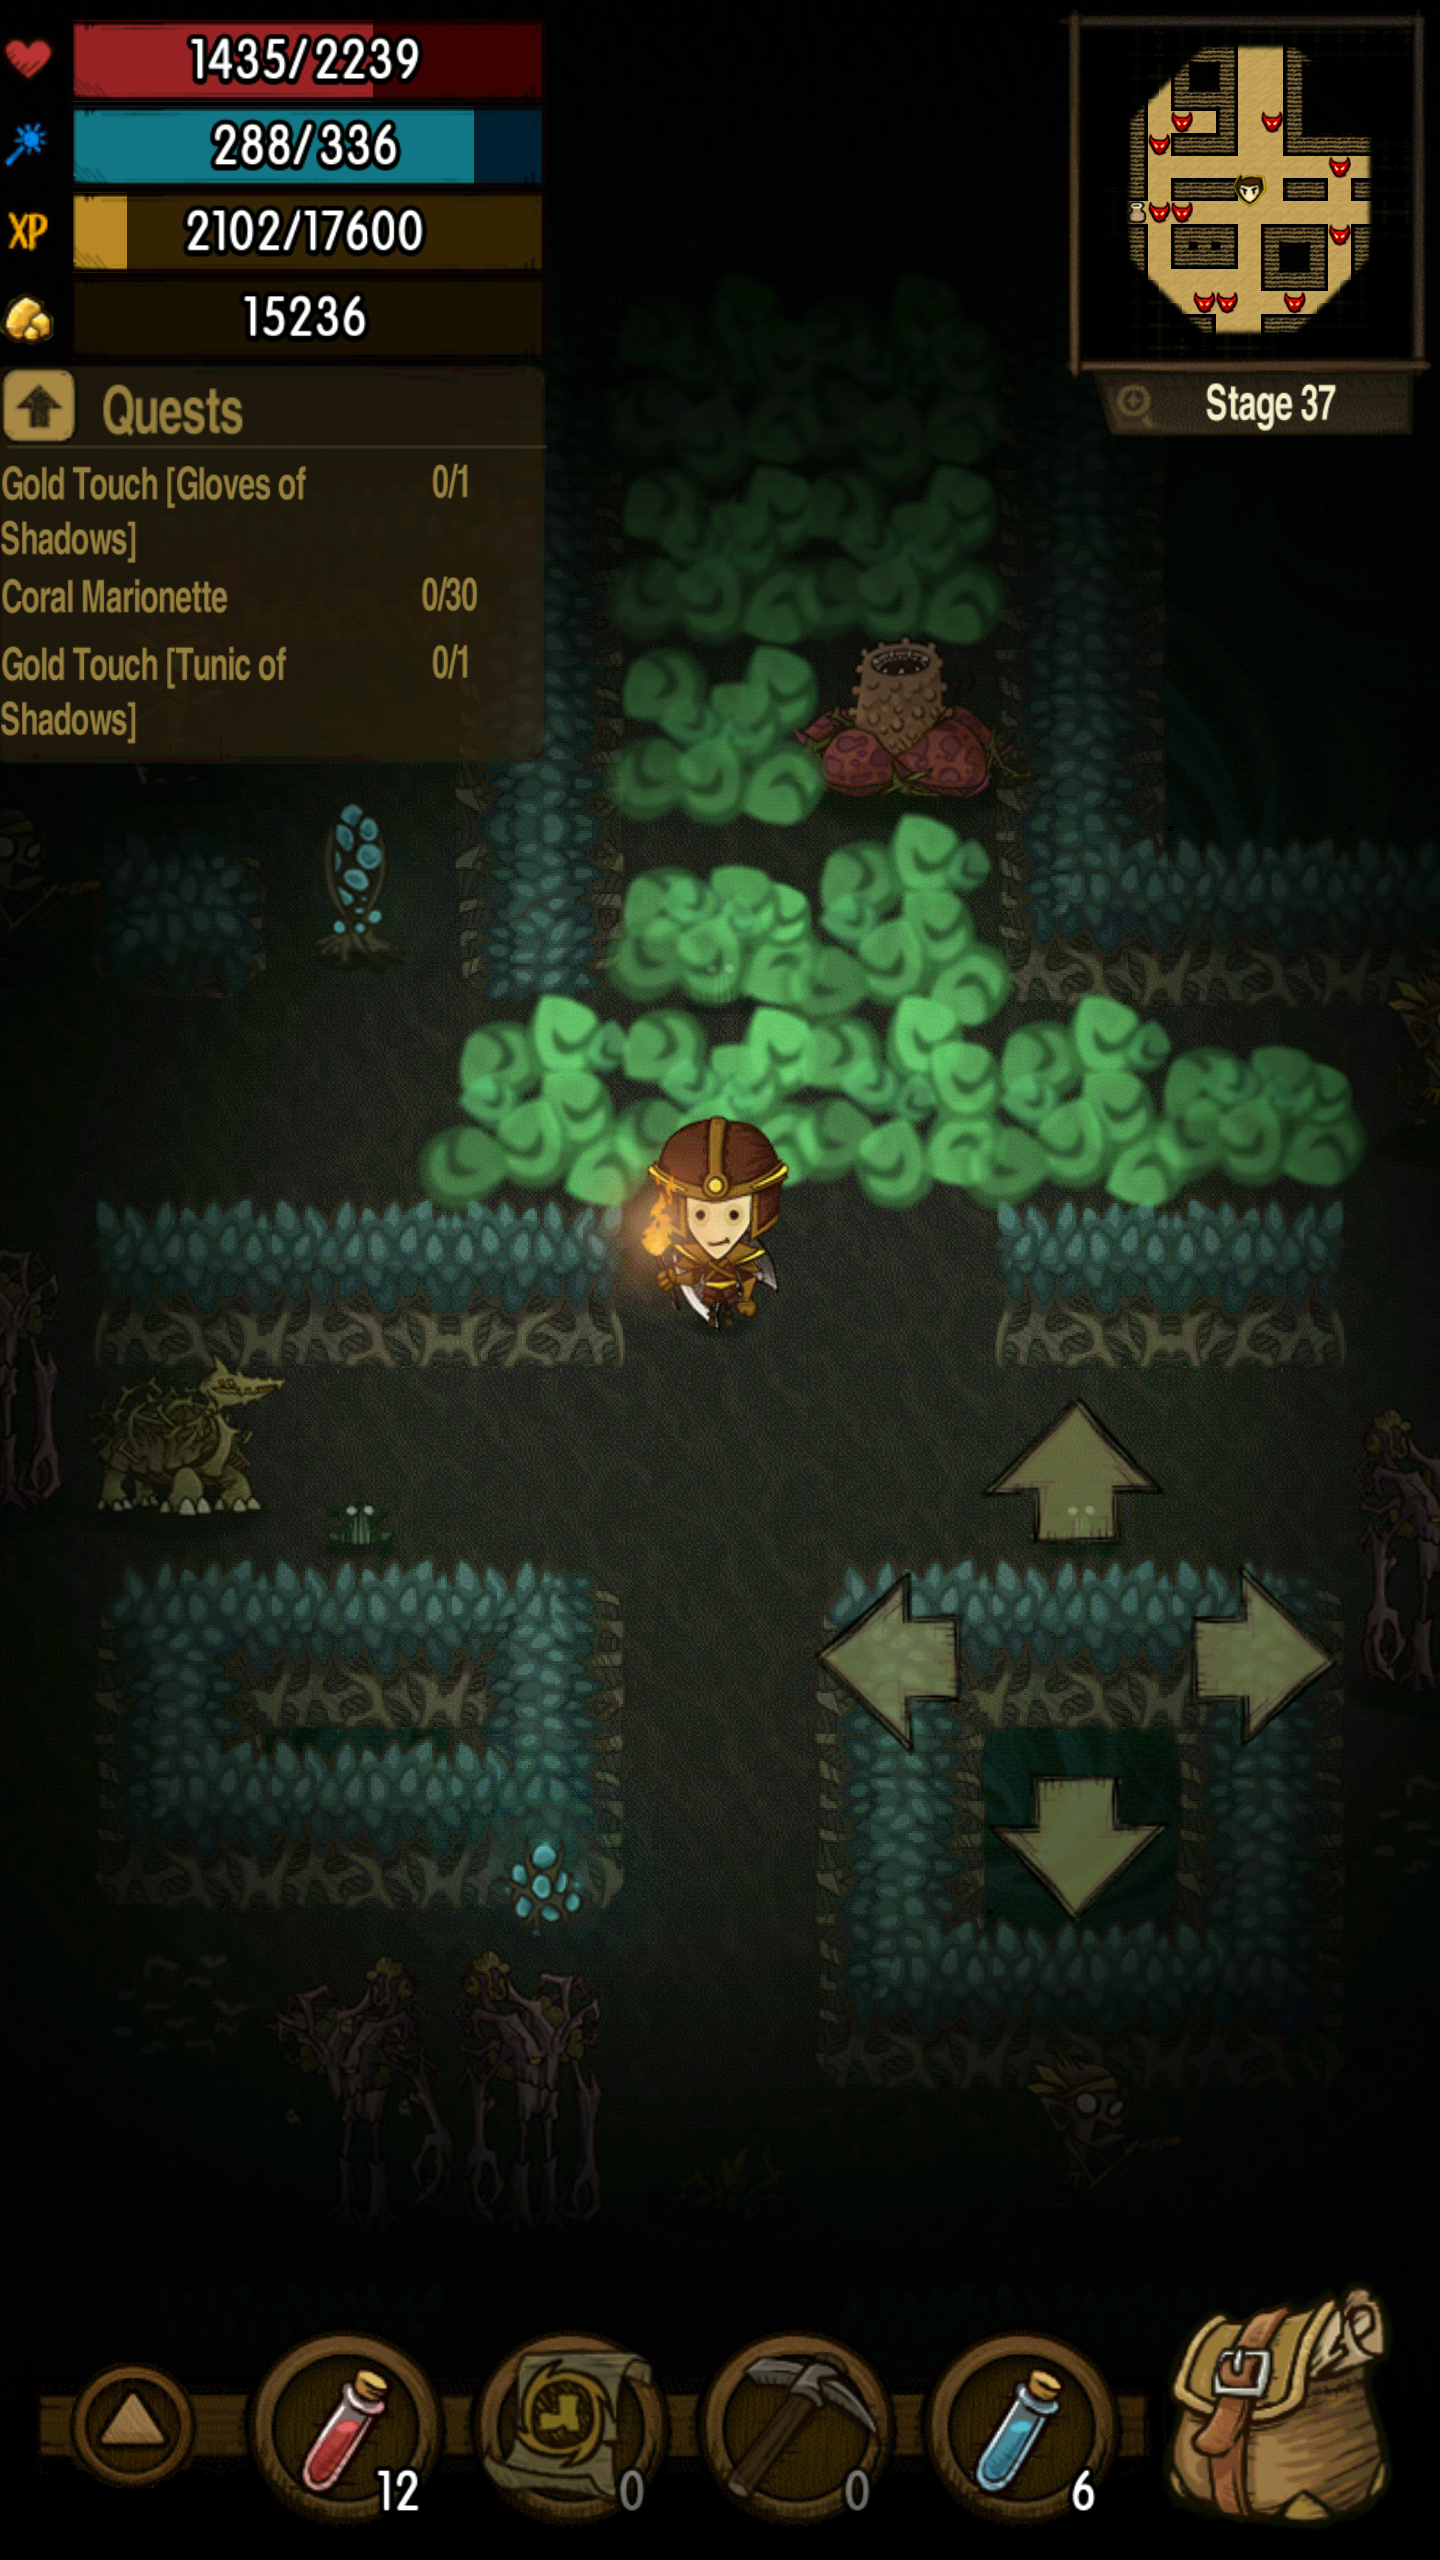 1435/2239
288/336
XP 2102/17600
15236
Stage 37
Quests
Gold Touch [Gloves of 0/1
Shadows]
Coral Marionette 0/30
Gold Touch [Tunic of 0/1
Shadows]
12
0
0
6